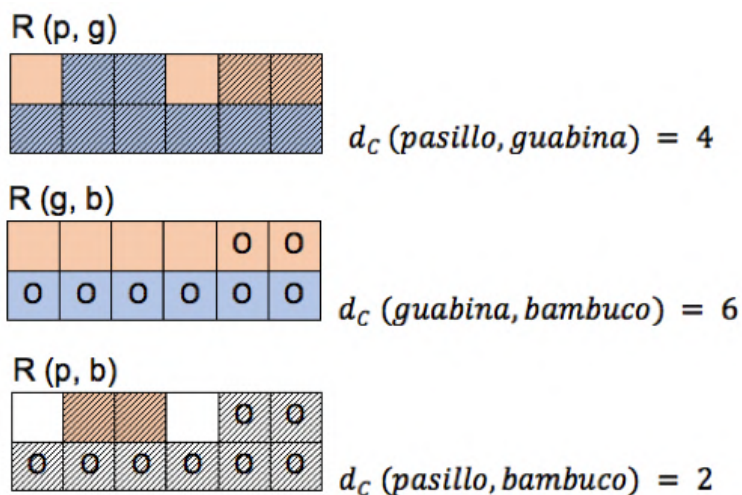 R (p, g)
d_C (pasillo, guabina) = 4
R (g, b)
O O
O O O O O O
d_C (guabina, bambuco) = 6
R (p, b)
O O
O O O O O O
d_C (pasillo, bambuco) = 2